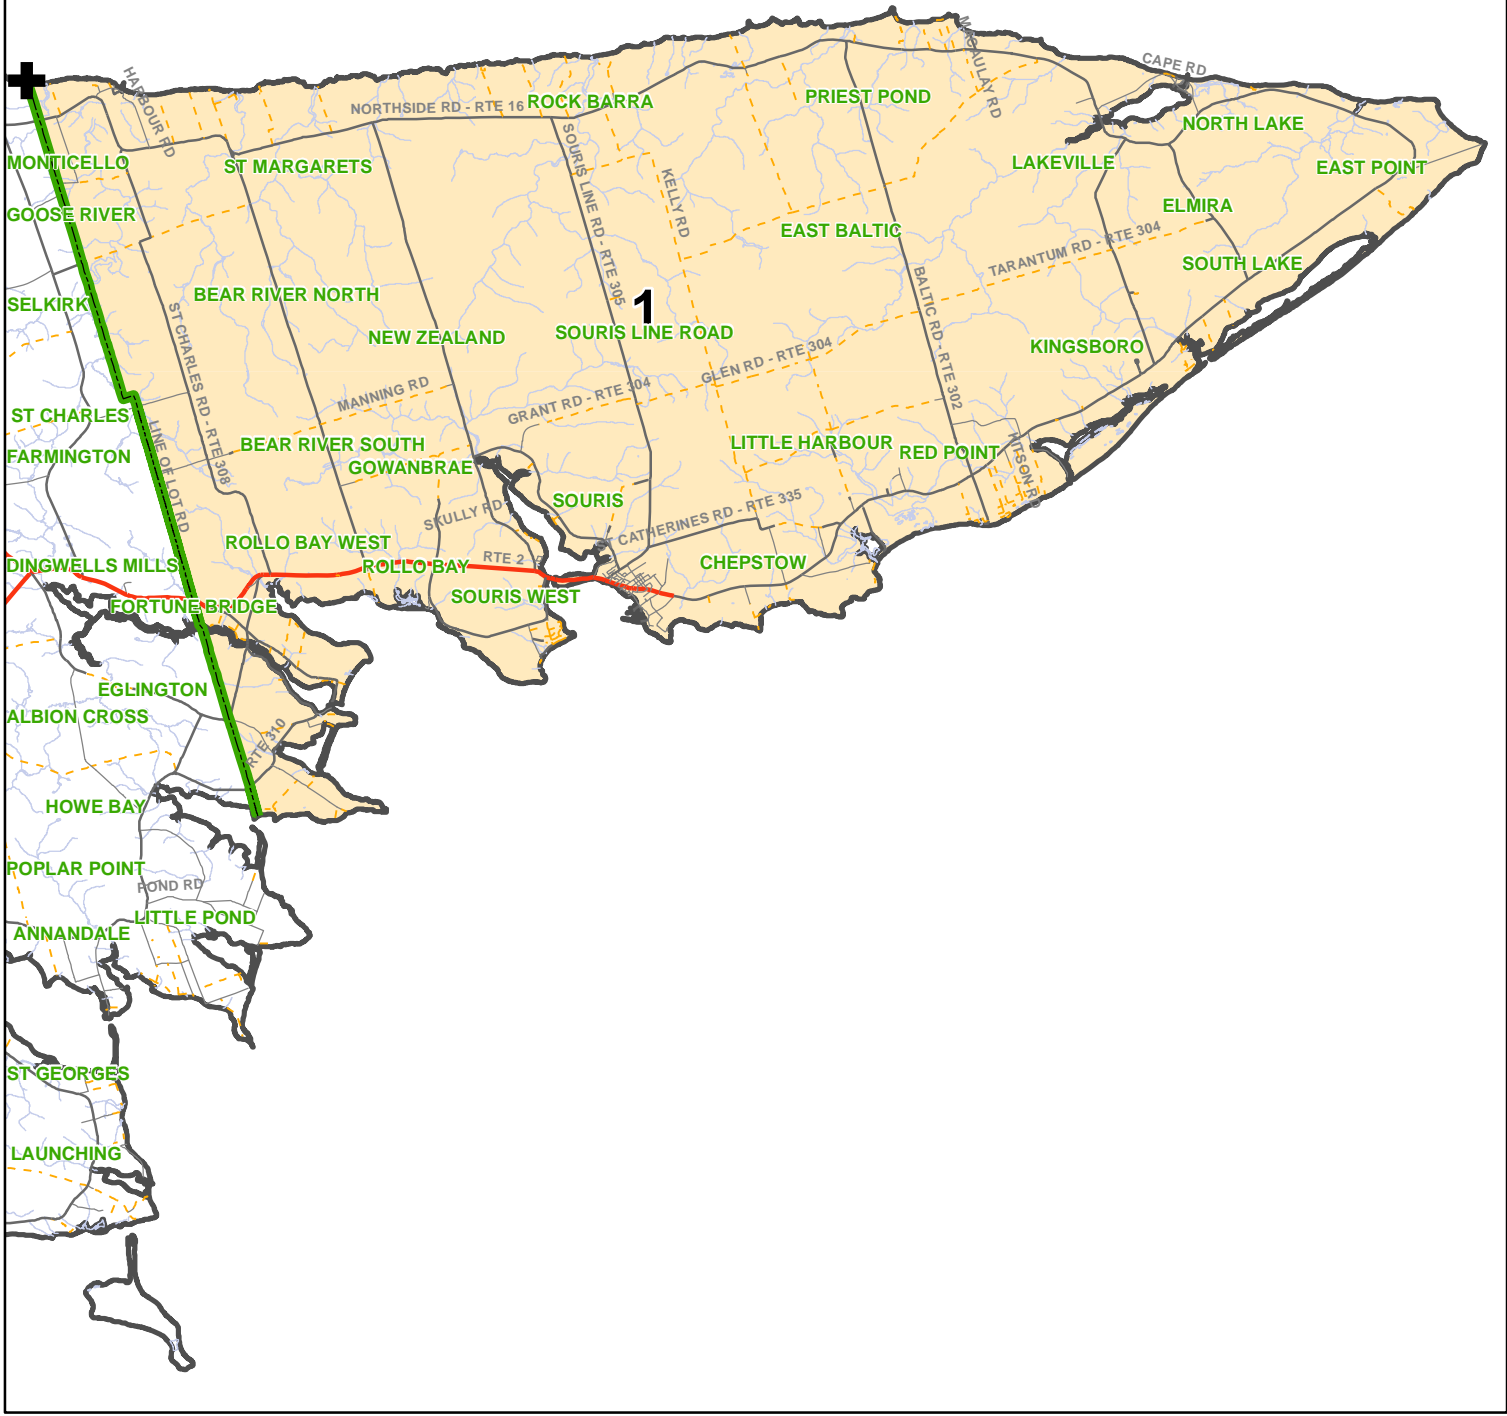 CAPE RD
HARBOUR RD
MACAULAY RD
NORTHSIDE RD - RTE 16
ROCK BARRA
PRIEST POND
NORTH LAKE
MONTICELLO
ST MARGARETS
LAKEVILLE
EAST POINT
SOURIS LINE RD - RTE 305
KELLY RD
GOOSE RIVER
ELMIRA
EAST BALTIC
TARANTUM RD - RTE 304
SOUTH LAKE
BEAR RIVER NORTH
SELKIRK
1
NEW ZEALAND
SOURIS LINE ROAD
BALTIC RD - RTE 302
KINGSBORO
ST CHARLES RD - RTE 308
GLEN RD - RTE 304
MANNING RD
GRANT RD - RTE 304
ST CHARLES
LINE OF LOT RD
BEAR RIVER SOUTH
LITTLE HARBOUR
RED POINT
KITSON RD
FARMINGTON
GOWANBRAE
SOURIS
SKULLY RD
ST CATHERINES RD - RTE 335
ROLLO BAY WEST
RTE 2
DINGWELLS MILLS
ROLLO BAY
CHEPSTOW
FORTUNE BRIDGE
SOURIS WEST
EGLINGTON
ALBION CROSS
RTE 310
HOWE BAY
POPLAR POINT
POND RD
LITTLE POND
ANNANDALE
ST GEORGES
LAUNCHING